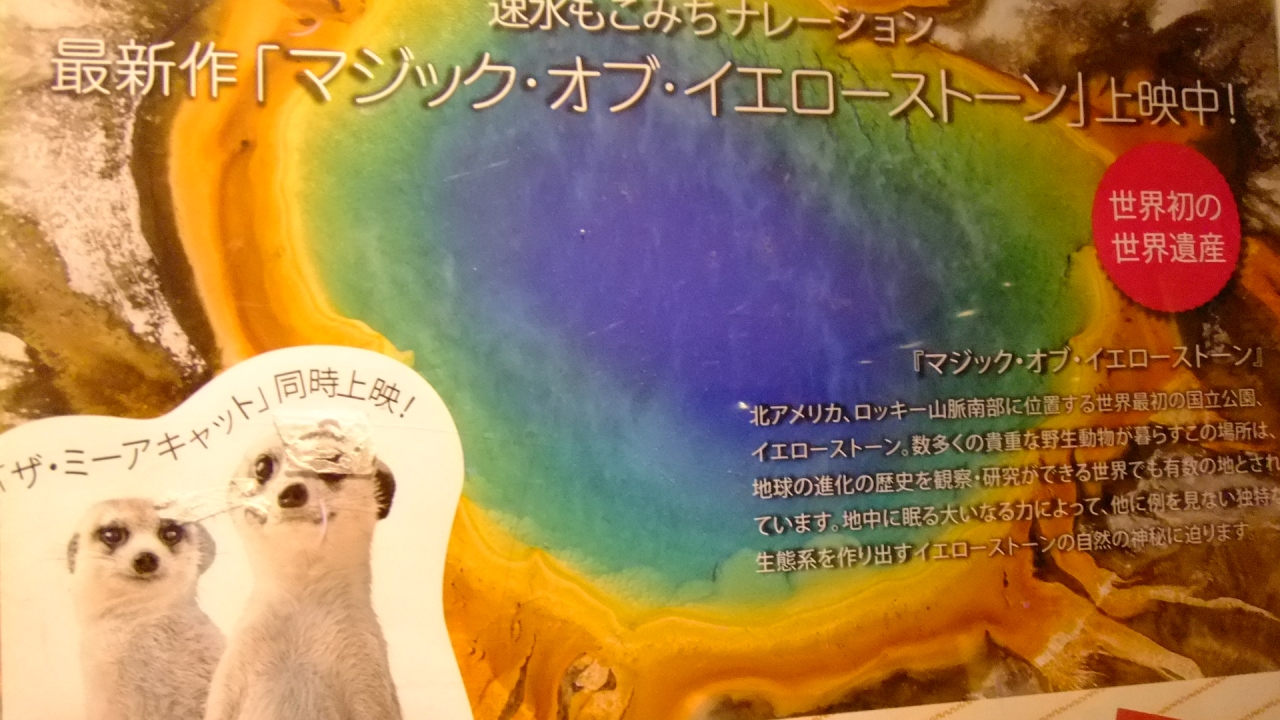 速水もこみちナレーション
最新作「マジック・オブ・イエローストーン」上映中!
世界初の
世界遺産
『マジック・オブ・イエローストーン』
北アメリカ、ロッキー山脈南部に位置する世界最初の国立公園、
イエローストーン。数多くの貴重な野生動物が暮らすこの場所は、
地球の進化の歴史を観察・研究ができる世界でも有数の地とされ
ています。地中に眠る大いなる力によって、他に例を見ない独特な
生態系を作り出すイエローストーンの自然の神秘に迫ります。
「ザ・ミーアキャット」同時上映!